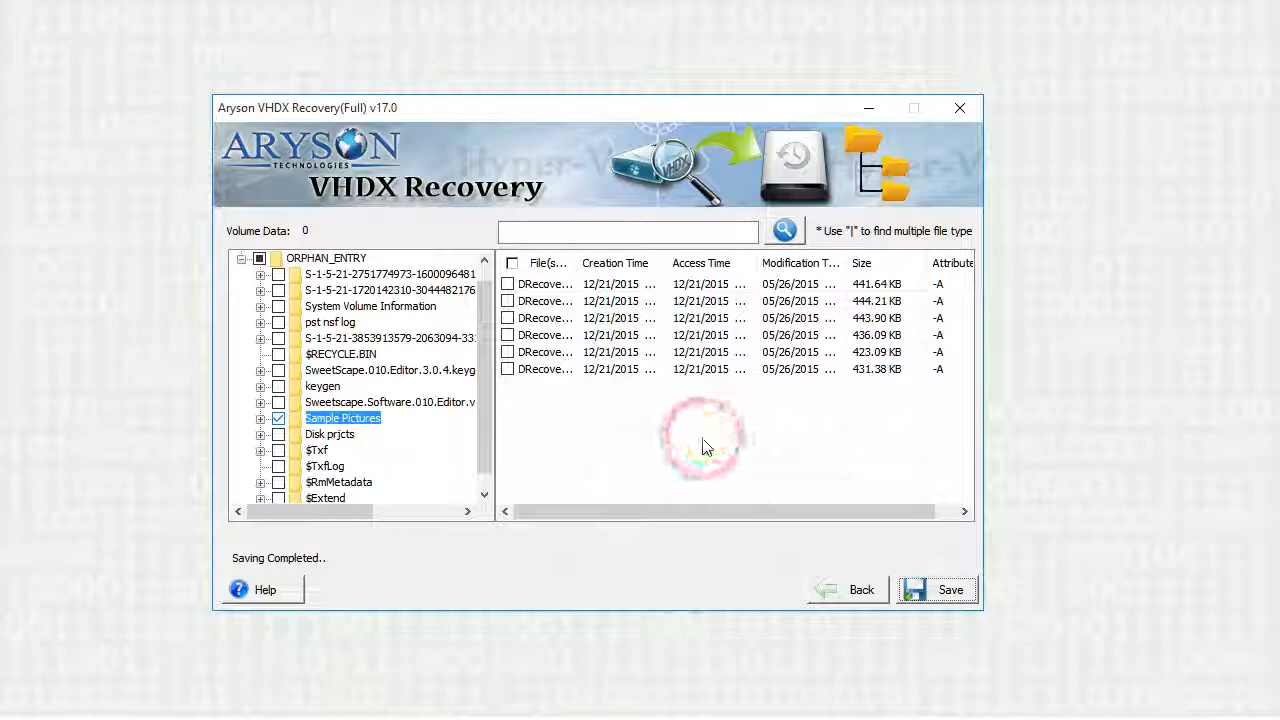 Aryson VHDX Recovery(Full) v17.0
ARYSON
TECHNOLOGIES
VHDX Recovery
VHDX
Volume Data: 0
* Use "|" to find multiple file type
ORPHAN_ENTRY
S-1-5-21-2751774973-1600096481
S-1-5-21-1720142310-3044482176
System Volume Information
pst nsf log
S-1-5-21-3853913579-2063094-33
$RECYCLE.BIN
SweetScape.010.Editor.3.0.4.keyg
keygen
Sweetscape.Software.010.Editor.v
Sample Pictures
Disk prjcts
$Txf
$TxfLog
$RmMetadata
$Extend
File(s... Creation Time Access Time Modification T... Size Attribute
DRecove... 12/21/2015 ... 12/21/2015 ... 05/26/2015 ... 441.64 KB -A
DRecove... 12/21/2015 ... 12/21/2015 ... 05/26/2015 ... 444.21 KB -A
DRecove... 12/21/2015 ... 12/21/2015 ... 05/26/2015 ... 443.90 KB -A
DRecove... 12/21/2015 ... 12/21/2015 ... 05/26/2015 ... 436.09 KB -A
DRecove... 12/21/2015 ... 12/21/2015 ... 05/26/2015 ... 423.09 KB -A
DRecove... 12/21/2015 ... 12/21/2015 ... 05/26/2015 ... 431.38 KB -A
Saving Completed..
Help
Back
Save